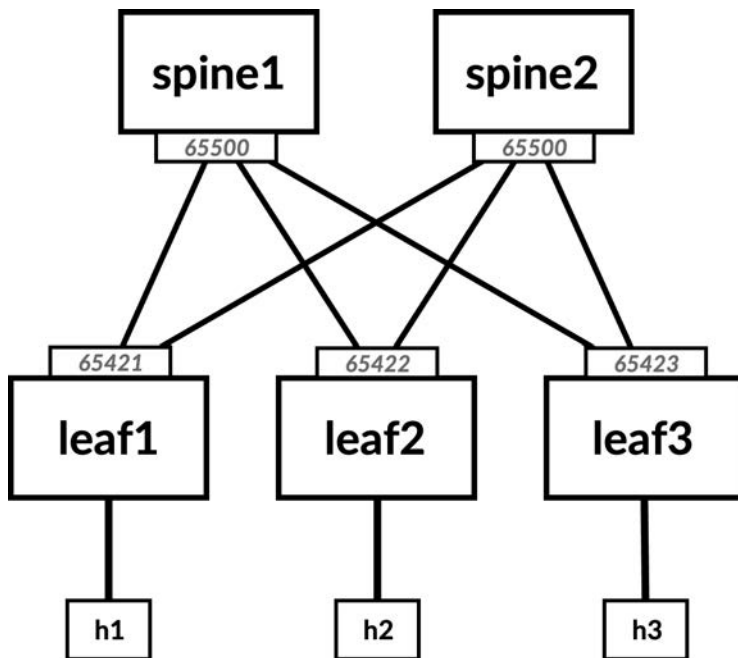 spine1 spine2
65500 65500
65421 65422 65423
leaf1 leaf2 leaf3
h1 h2 h3